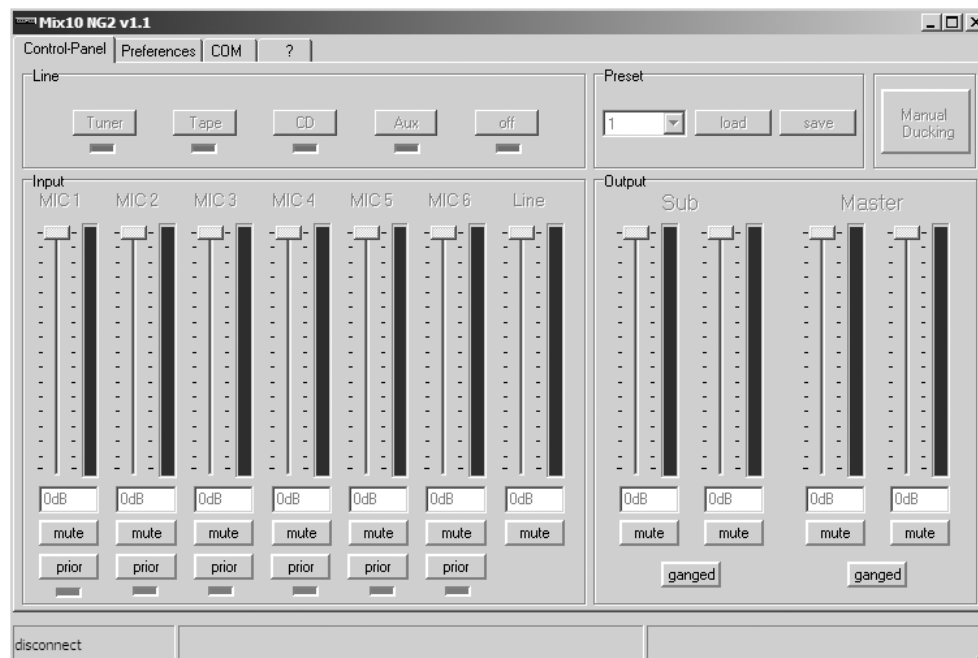 Mix10 NG2 v1.1
Control-Panel Preferences COM ?
Line
Tuner Tape CD Aux off
Preset
1 load save
Manual
Ducking
Input
MIC 1 MIC 2 MIC 3 MIC 4 MIC 5 MIC 6 Line
0dB 0dB 0dB 0dB 0dB 0dB 0dB
mute mute mute mute mute mute mute
prior prior prior prior prior prior
Output
Sub Master
0dB 0dB 0dB 0dB
mute mute mute mute
ganged ganged
disconnect